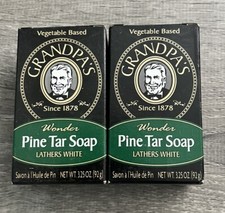 Vegetable Based
GRANDPA'S
Since 1878
Wonder
Pine Tar Soap
LATHERS WHITE
Savon à l'Huile de Pin NET WT. 3.25 OZ. (92 g)
Vegetable Based
GRANDPA'S
Since 1878
Wonder
Pine Tar Soap
LATHERS WHITE
Savon à l'Huile de Pin NET WT. 3.25 OZ. (92 g)